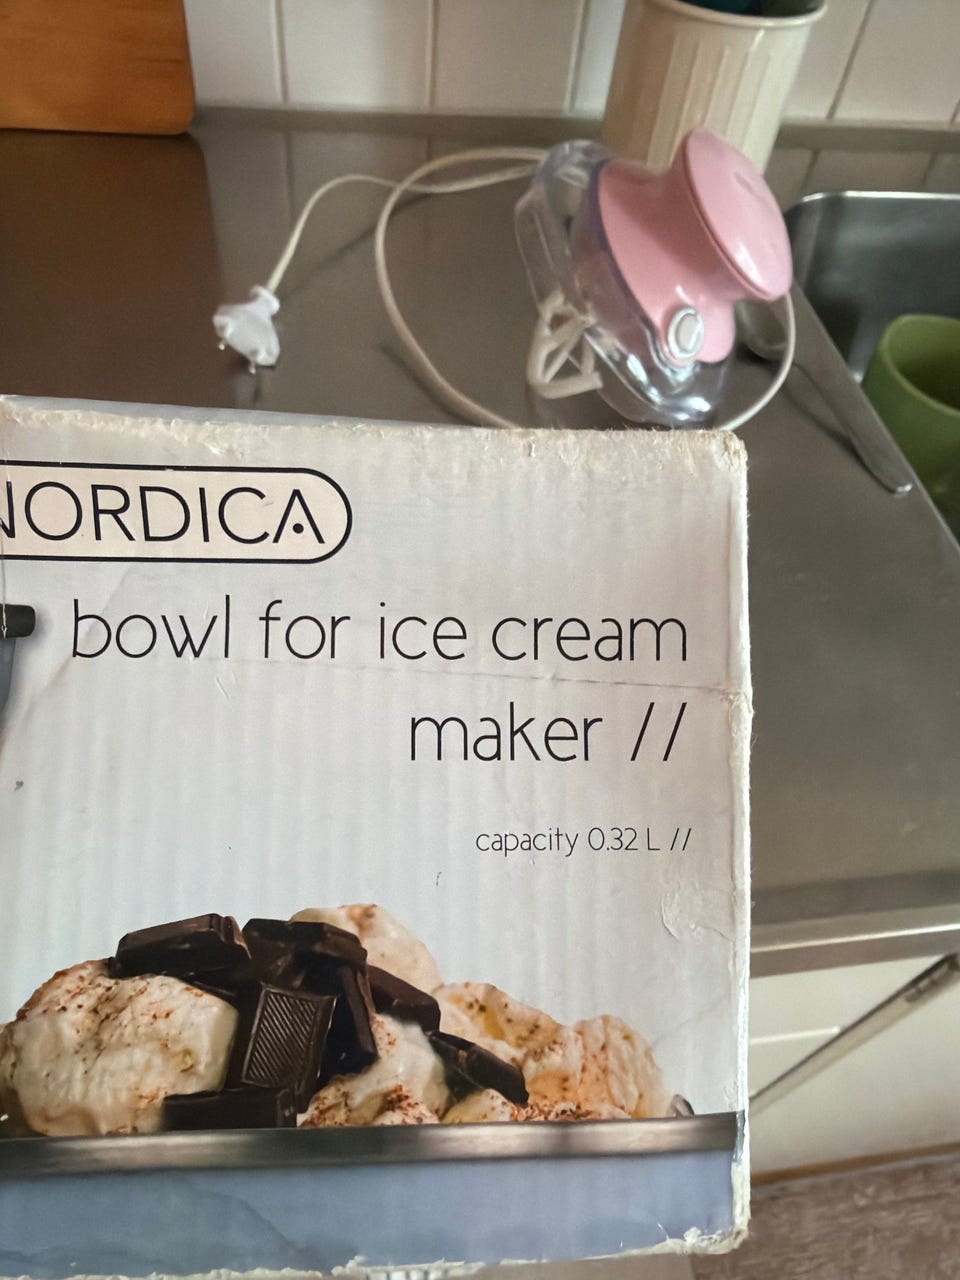 NORDICA
bowl for ice cream
maker //
capacity 0.32 L //